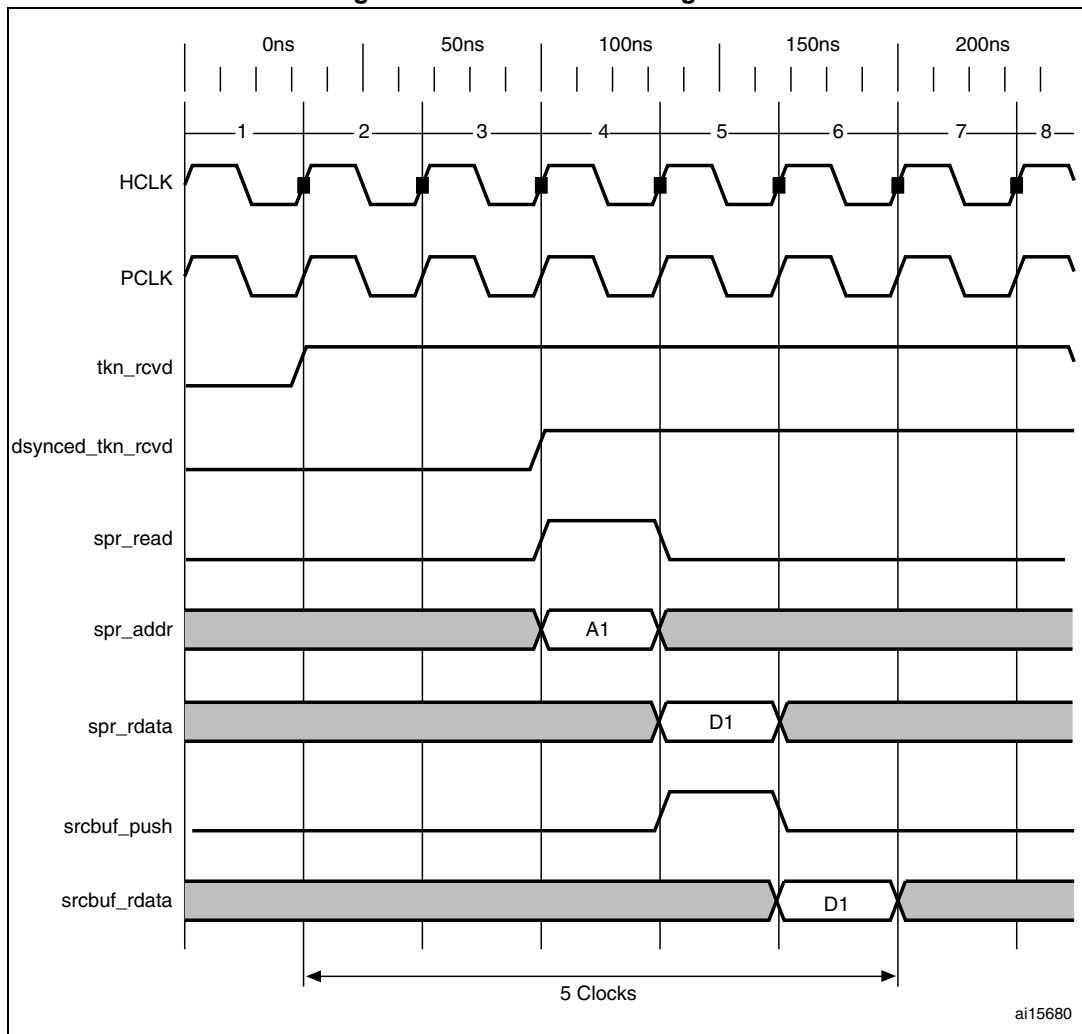 0ns 50ns 100ns 150ns 200ns
1 2 3 4 5 6 7 8
HCLK
PCLK
tkn_rcvd
dsynced_tkn_rcvd
spr_read
spr_addr A1
spr_rdata D1
srcbuf_push
srcbuf_rdata D1
5 Clocks
ai15680